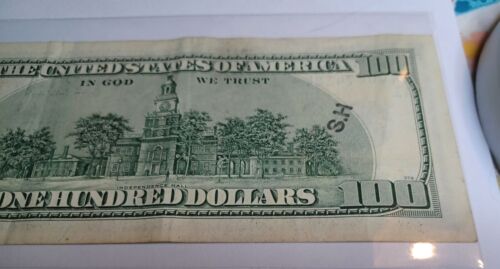 THE UNITED STATES OF AMERICA 100
IN GOD WE TRUST
S.H
INDEPENDENCE HALL
ONE HUNDRED DOLLARS 100